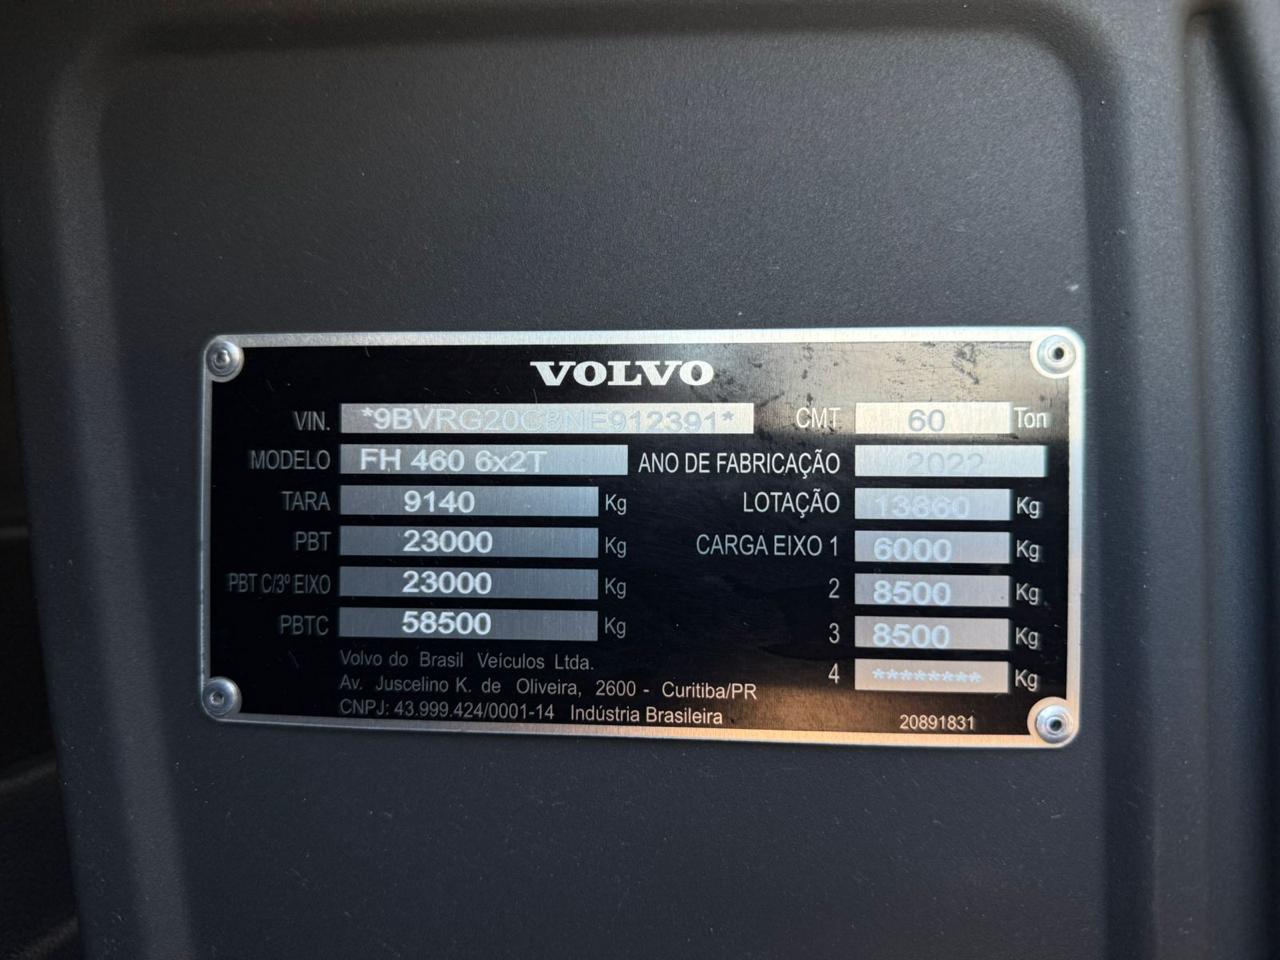 VOLVO
VIN. *9BVRG20C8NE912391* CMT 60 Ton
MODELO FH 460 6x2T ANO DE FABRICAÇÃO 2022
TARA 9140 Kg LOTAÇÃO 13860 Kg
PBT 23000 Kg CARGA EIXO 1 6000 Kg
PBT C/3º EIXO 23000 Kg 2 8500 Kg
PBTC 58500 Kg 3 8500 Kg
4 ******** Kg
Volvo do Brasil Veículos Ltda.
Av. Juscelino K. de Oliveira, 2600 - Curitiba/PR
CNPJ: 43.999.424/0001-14 Indústria Brasileira 20891831